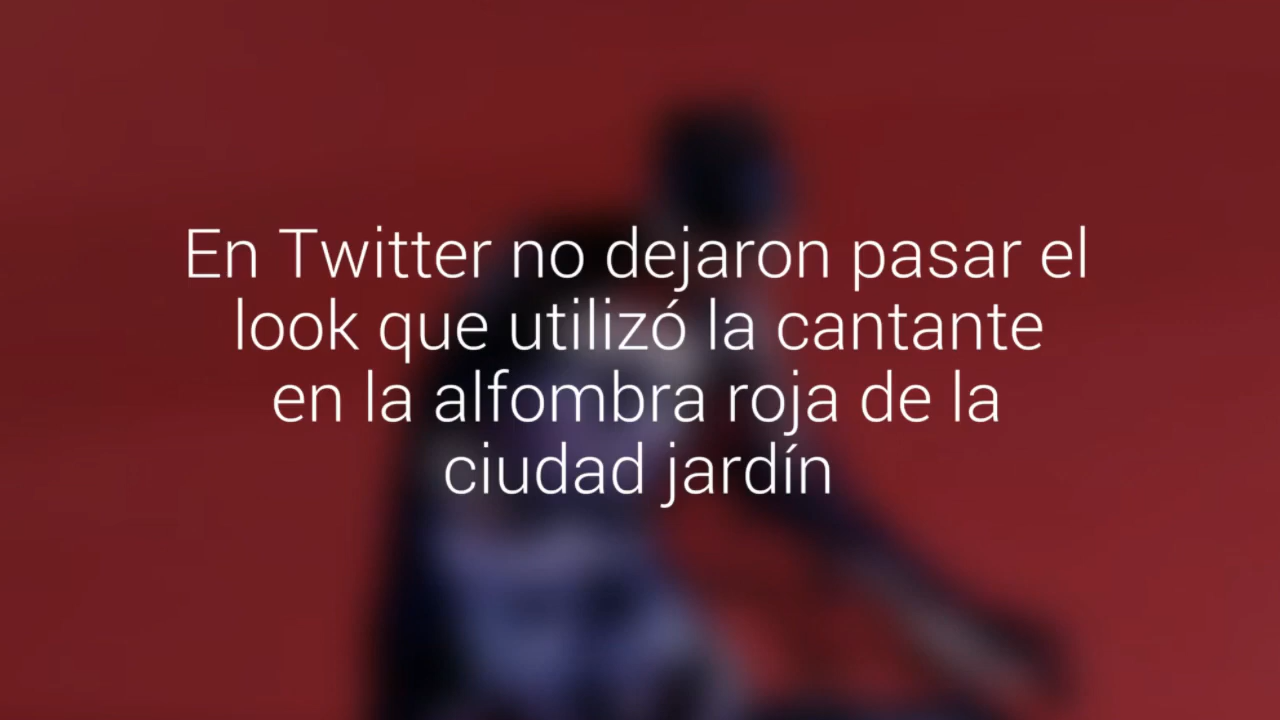 En Twitter no dejaron pasar el
look que utilizó la cantante
en la alfombra roja de la
ciudad jardín